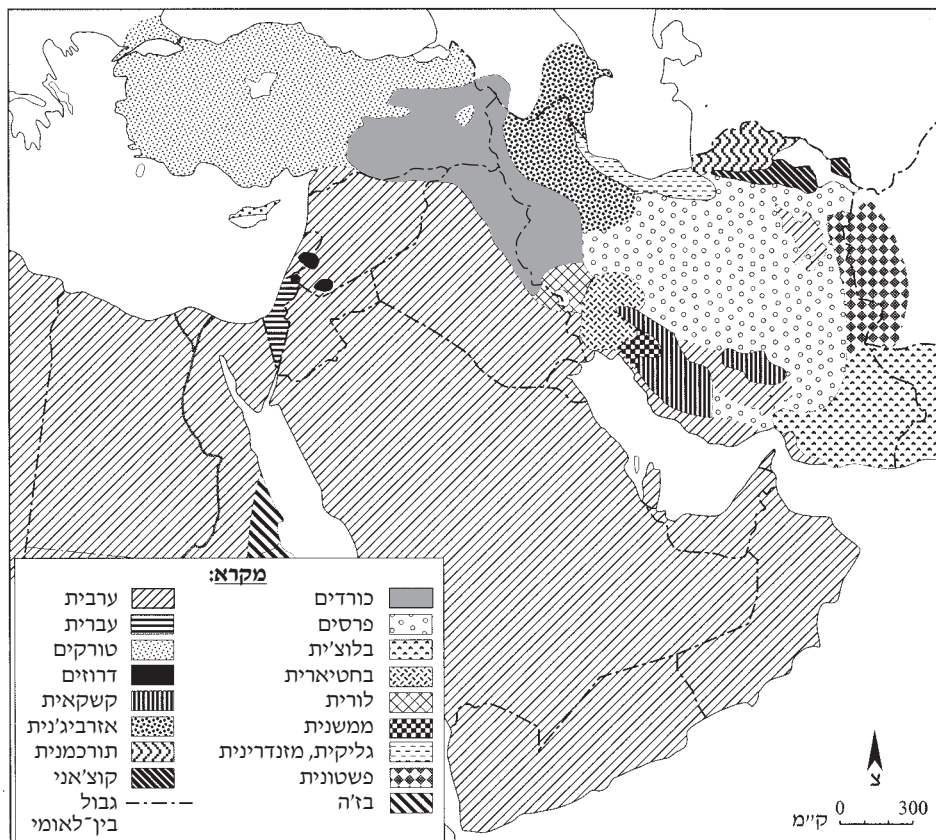 מקרא:
כורדים
פרסים
בלוצ'ית
בחטיארית
לורית
ממשנית
גליקית, מזנדרינית
פשטונית
בז'ה
ערבית
עברית
טורקים
דרוזים
קשקאית
אזרביג'נית
תורכמנית
קוצ'אני
גבול
בין־לאומי
צ
0 300
ק"מ